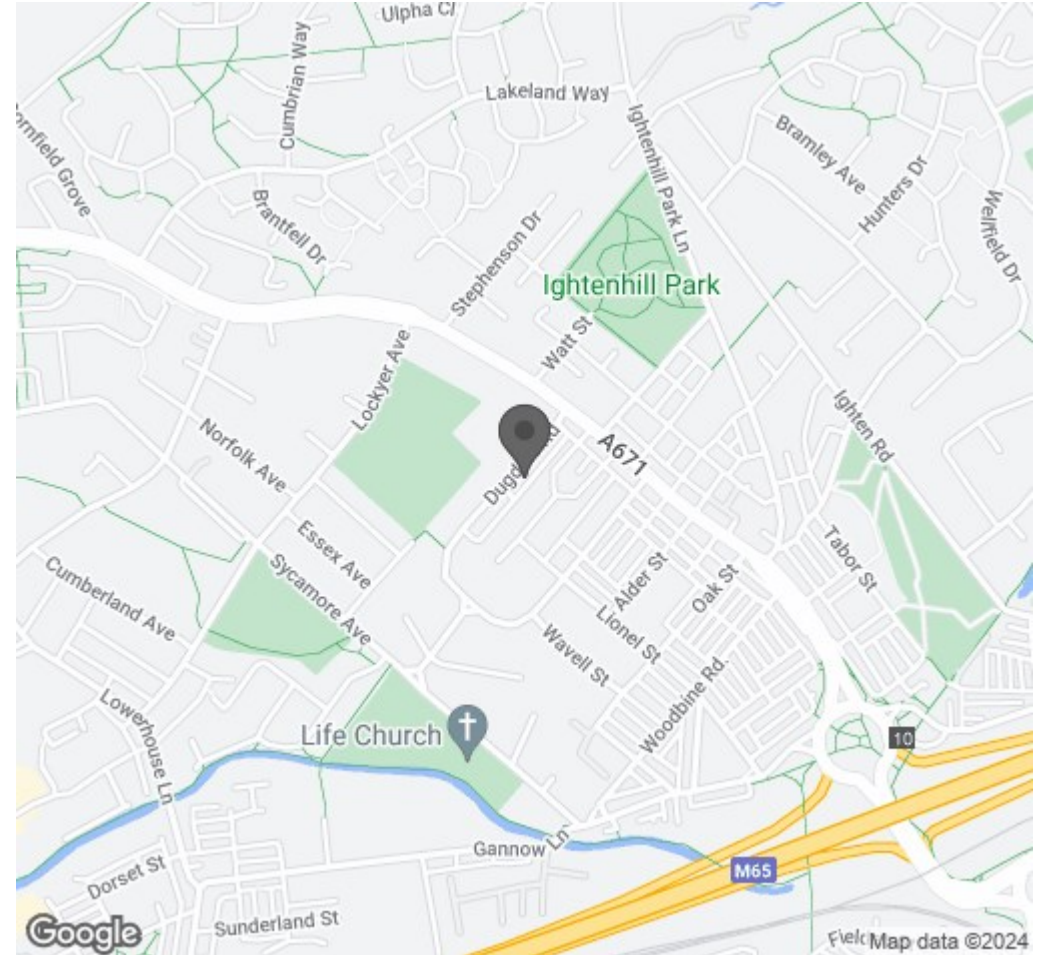 Ulpha Cl
Cumbrian Way
Lakeland Way
Ightenhill Park Ln
Bramley Ave
Hunters Dr
Wellfield Dr
Grove
Brantfell Dr
Stephenson Dr
Ightenhill Park
Watt St
Lockyer Ave
Ighten Rd
Norfolk Ave
A671
Essex Ave
Sycamore Ave
Tabor St
Alder St
Oak St
Cumberland Ave
Lionel St
Wavell St
Woodbine Rd.
Lowerhouse Ln
Life Church
10
Gannow Ln
M65
Dorset St
Sunderland St
Google
Map data ©2024